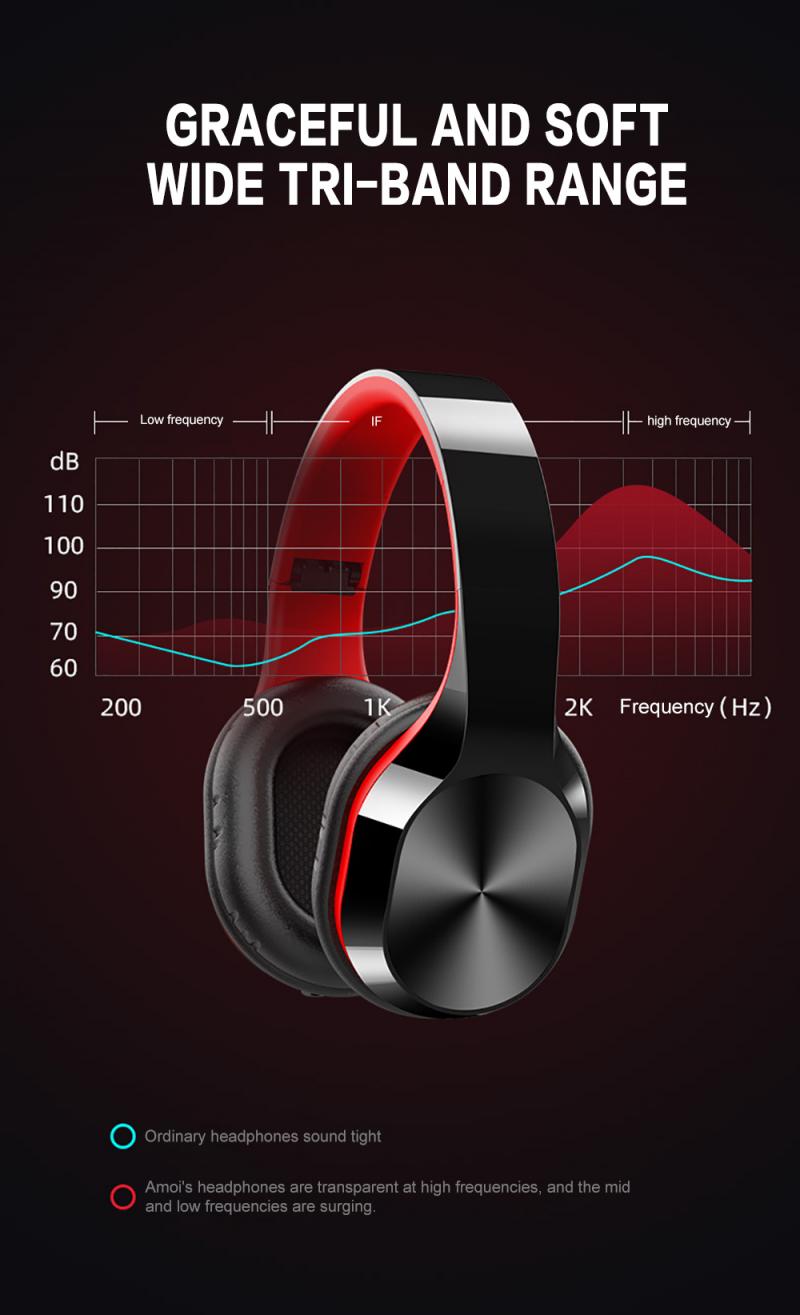 GRACEFUL AND SOFT
WIDE TRI-BAND RANGE
Low frequency
IF
high frequency
dB
110
100
90
70
60
200
500
1K
2K
Frequency (Hz)
Ordinary headphones sound tight
Amoi's headphones are transparent at high frequencies, and the mid
and low frequencies are surging.